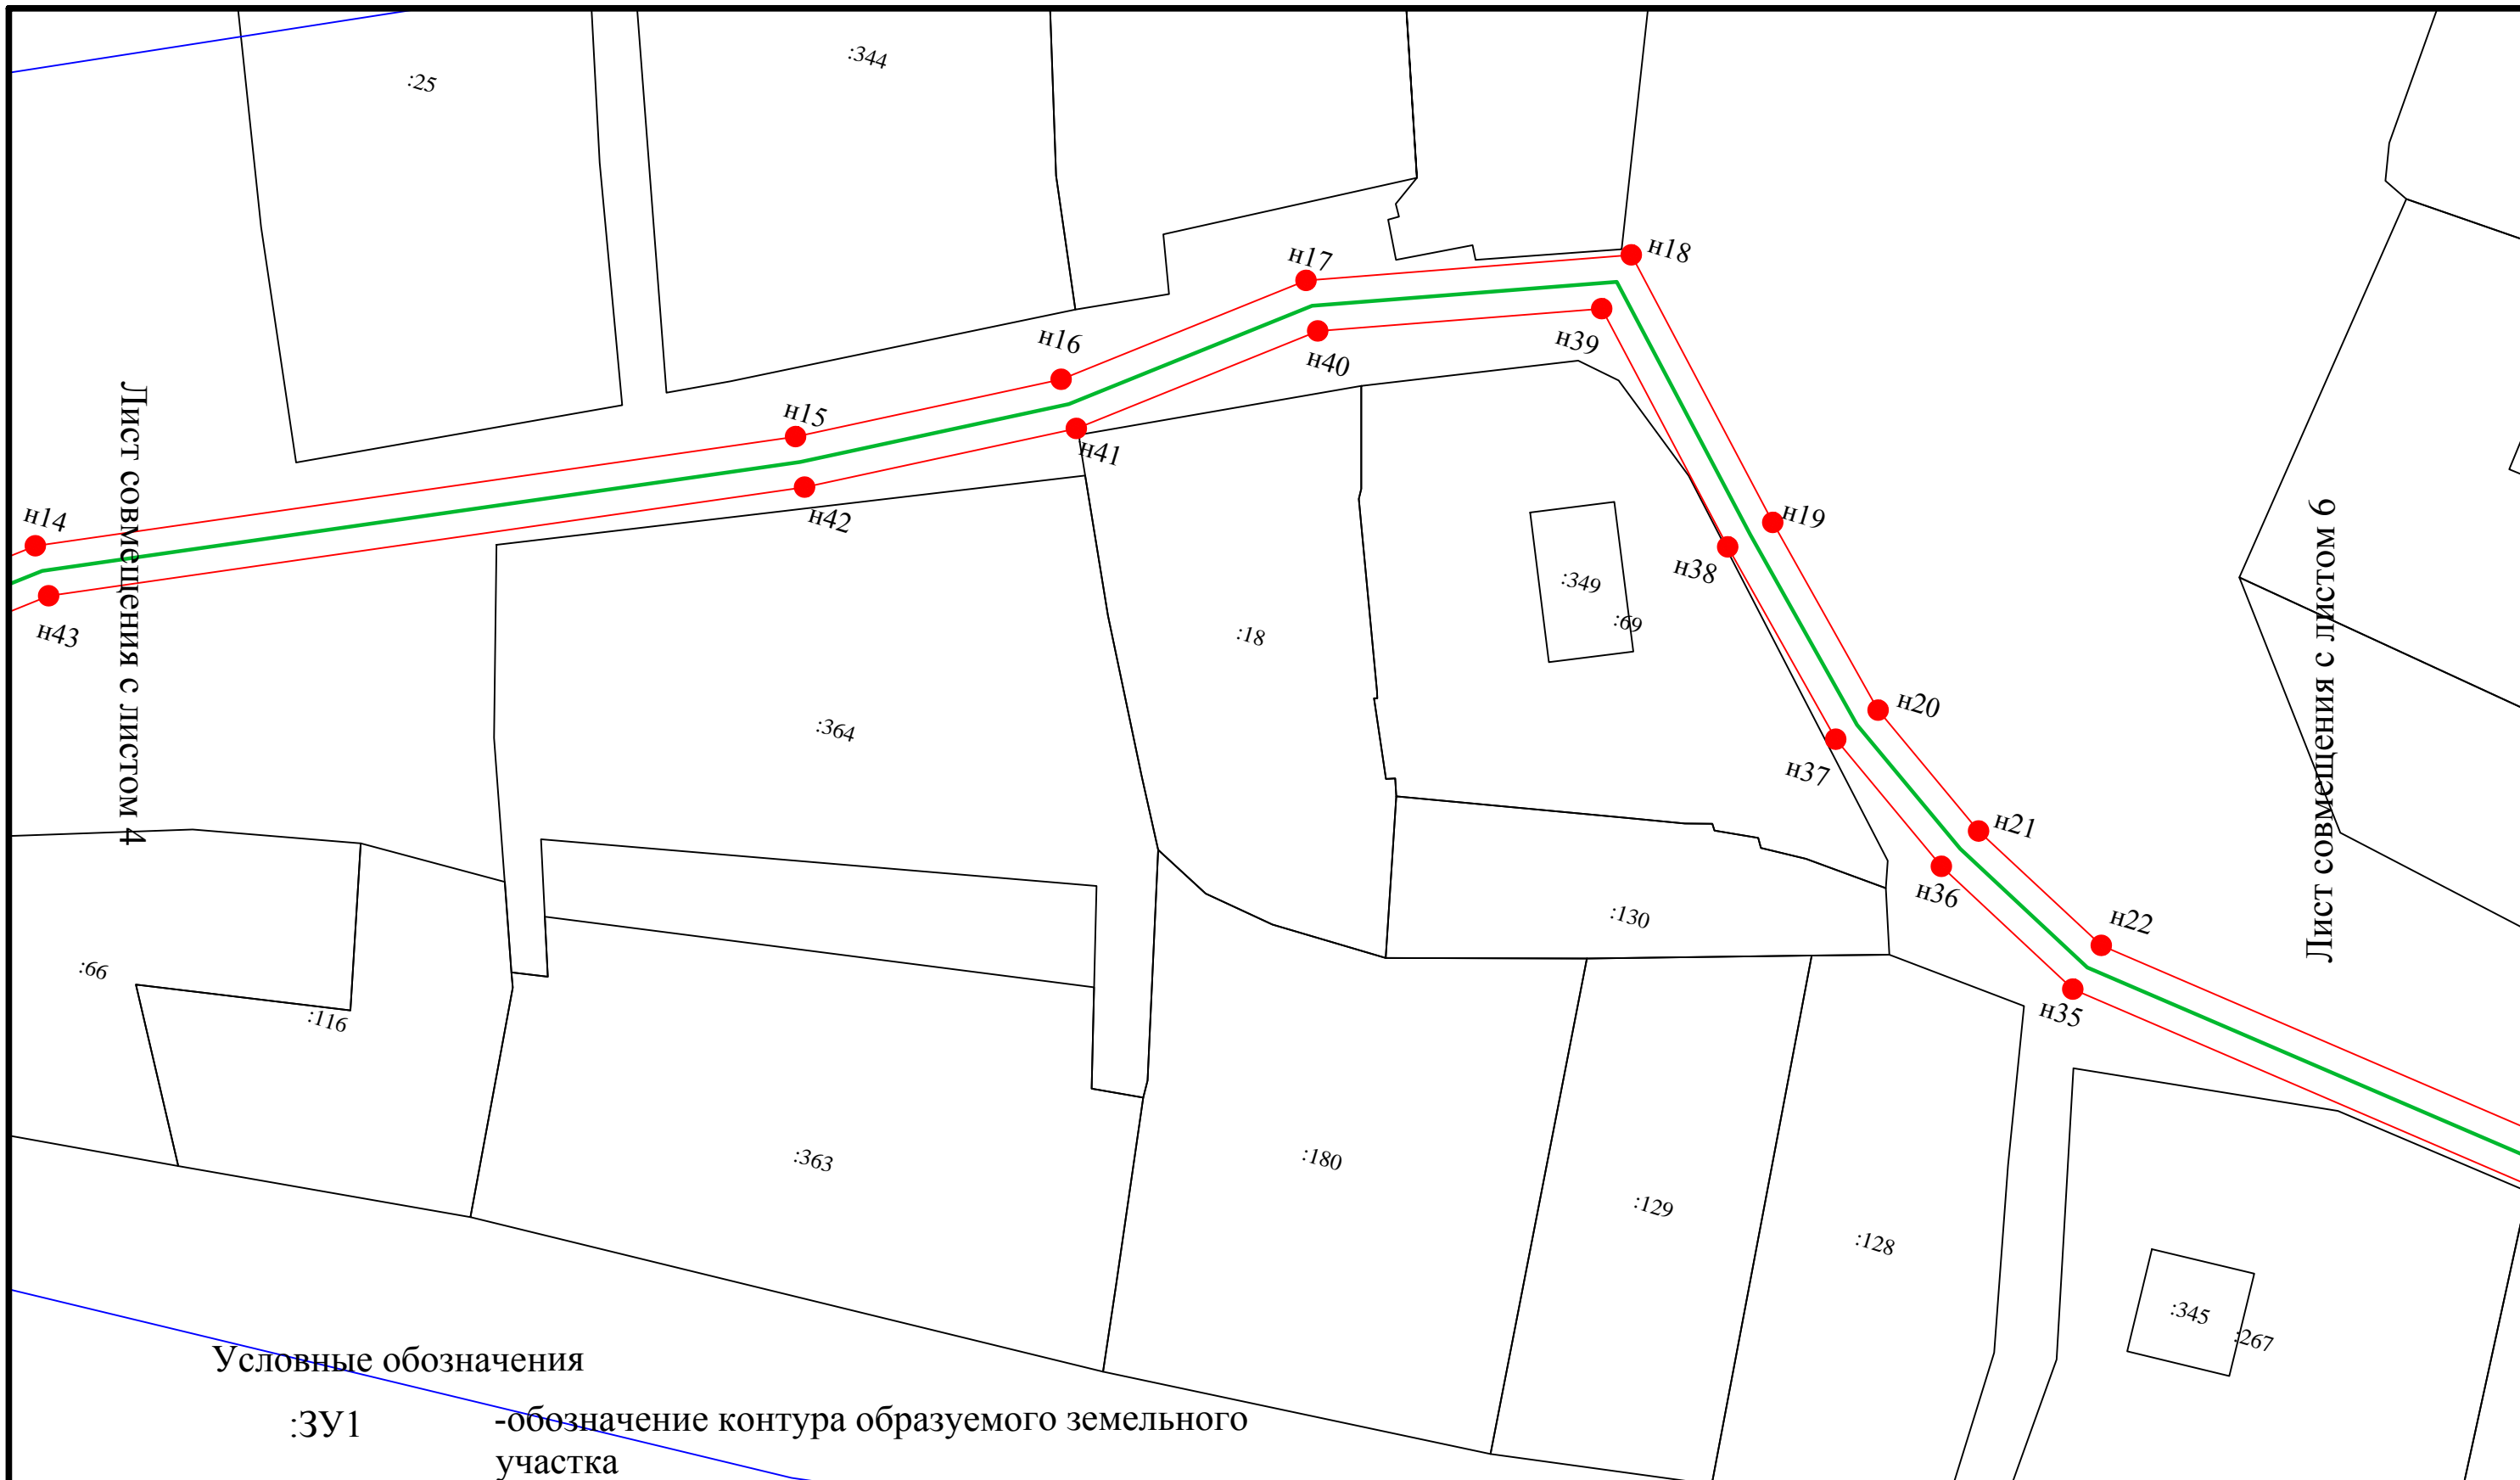 :344
:25
н18
н17
н16
н39
н40
н15
н41
н14
н42
н19
н38
:349
:69
н43
:18
Лист совмещения с листом 4
Лист совмещения с листом 6
н20
:364
н37
н21
н36
:130
н22
:66
:116
н35
:363
:180
:129
:128
:345
:267
Условные обозначения
:ЗУ1 -обозначение контура образуемого земельного
участка